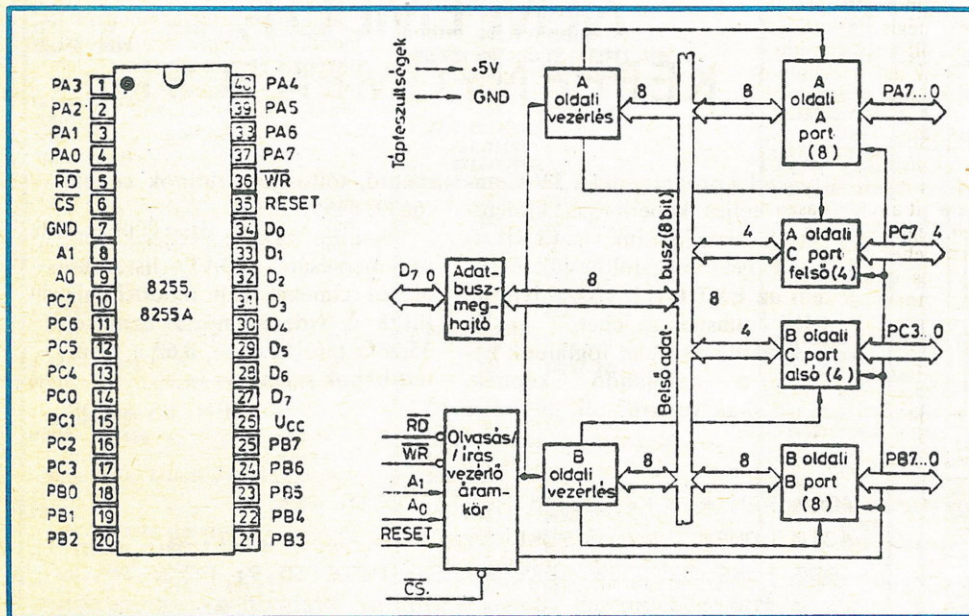 PA3 1
PA2 2
PA1 3
PA0 4
RD 5
CS 6
GND 7
A1 8
A0 9
PC7 10
PC6 11
PC5 12
PC4 13
PC0 14
PC1 15
PC2 16
PC3 17
PB0 18
PB1 19
PB2 20
8255,
8255A
40 PA4
39 PA5
33 PA6
37 PA7
36 WR
35 RESET
34 D0
33 D1
32 D2
31 D3
30 D4
29 D5
28 D6
27 D7
25 UCC
25 PB7
24 PB6
23 PB5
22 PB4
21 PB3
Tápfeszültségek
.5V
GND
A
oldali
vezérlés
8
8
A
oldali
A
port
(8)
PA7...0
4
A oldali
C port
felső(4)
PC7 4
D7 0
Adat-
busz-
meg-
hajtó
8
8
Belső adat busz(8bit)
4
B oldali
C port
alsó(4)
PC3..0
RD
WR
A1
A0
RESET
CS
Olvasás/
/írás
vezérlő
áram-
kör
B
oldali
vezérlés
8
8
B oldali
B port
(8)
PB7...0